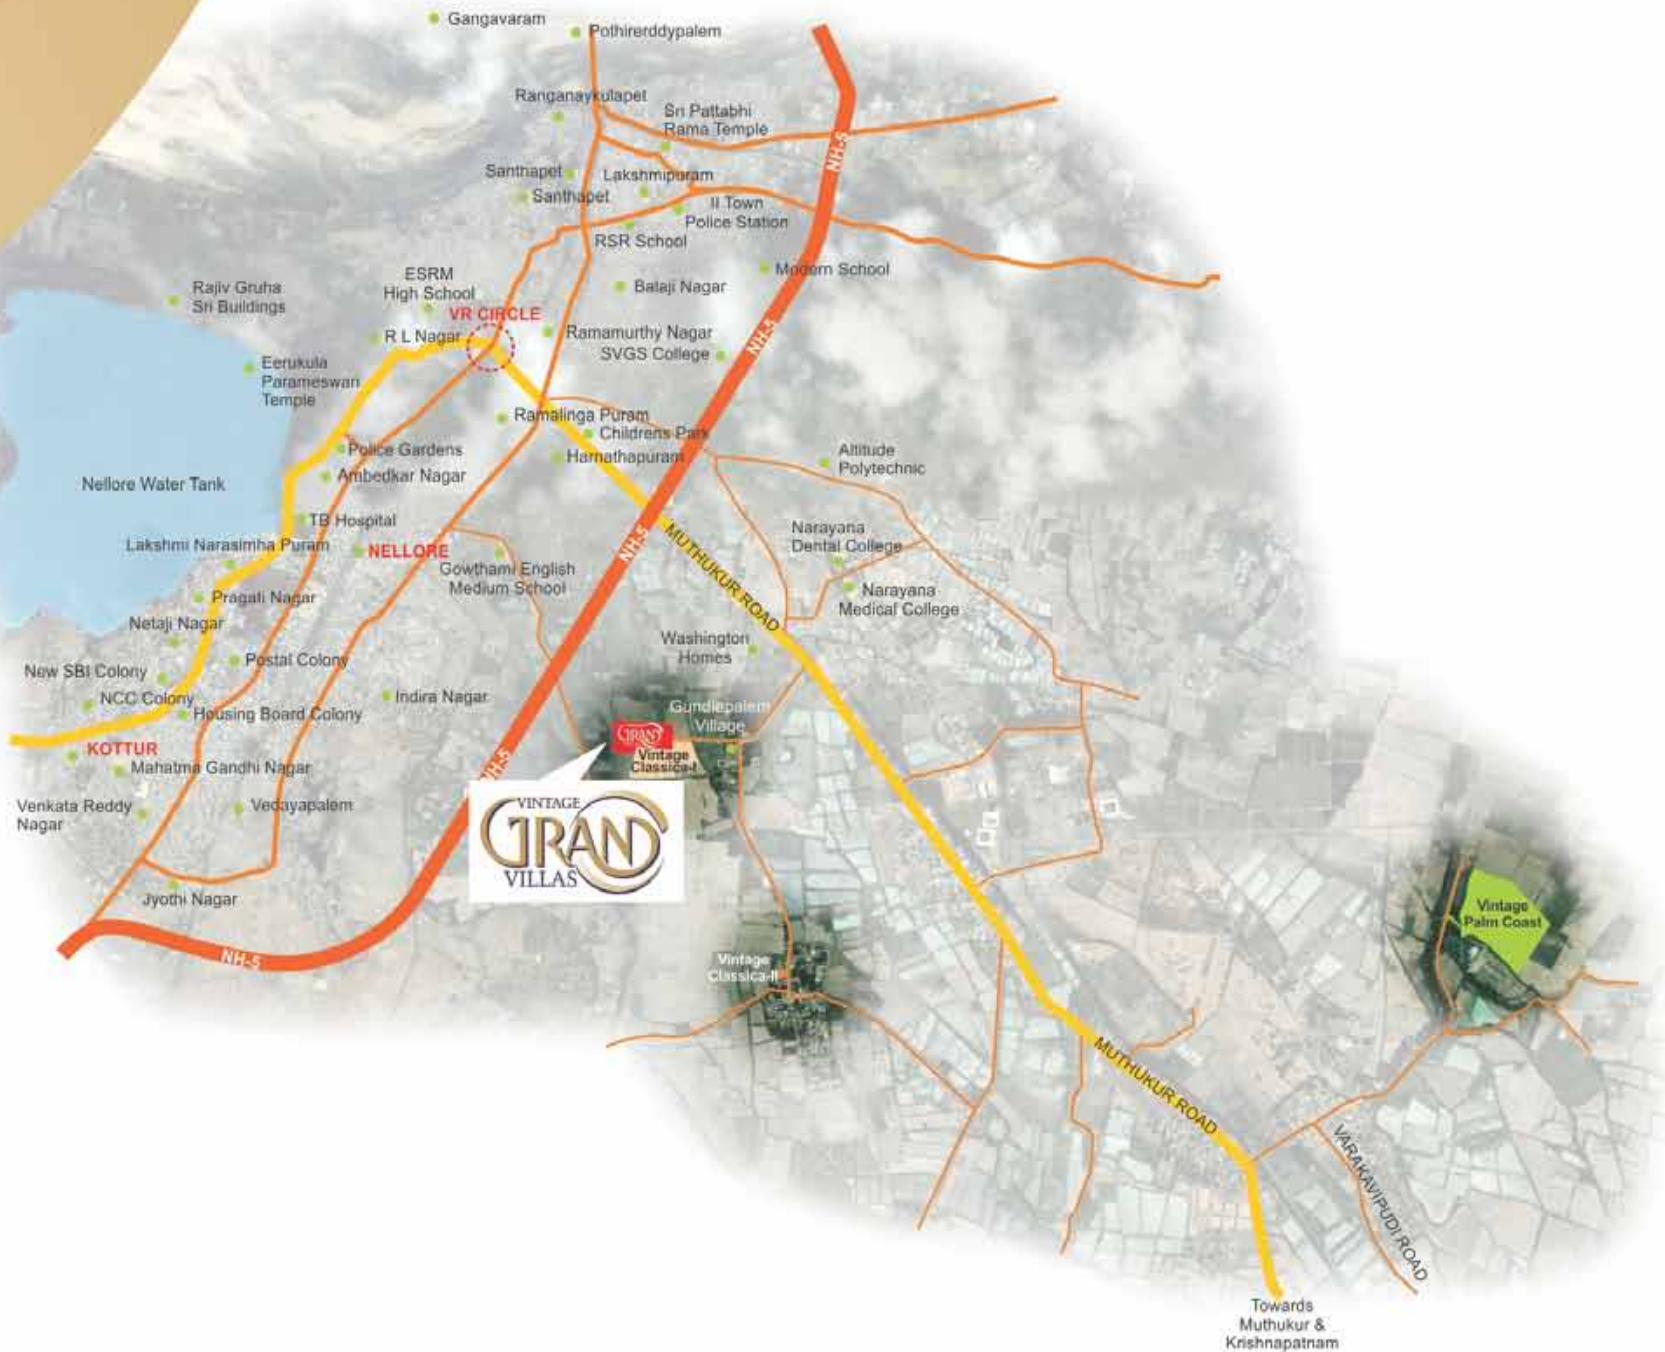 Gangavaram
Pothirerddypalem
Ranganaykulapet
Sri Pattabhi
Rama Temple
NH-5
Santhapet
Lakshmipuram
Santhapet
II Town
Police Station
RSR School
Modern School
ESRM
High School
Rajiv Gruha
Sri Buildings
Balaji Nagar
VR CIRCLE
R L Nagar
Ramamurthy Nagar
SVGS College
NH-5
Eerukula
Parameswari
Temple
Ramalinga Puram
Childrens Park
Harnathapuram
Police Gardens
Ambedkar Nagar
Altitude
Polytechnic
Nellore Water Tank
TB Hospital
Lakshmi Narasimha Puram
NELLORE
Gowthami English
Medium School
NH-5
MUTHUKUR ROAD
Narayana
Dental College
Narayana
Medical College
Pragati Nagar
Netaji Nagar
Washington
Homes
New SBI Colony
Postal Colony
NCC Colony
Housing Board Colony
Indira Nagar
Gundlepalem
Village
GRAND
Vintage
Classica-I
KOTTUR
Mahatma Gandhi Nagar
NH-5
Venkata Reddy
Nagar
Vedayapalem
VINTAGE
GRAND
VILLAS
Jyothi Nagar
NH-5
Vintage
Palm Coast
Vintage
Classica-II
MUTHUKUR ROAD
VARAKAVIPUDI ROAD
Towards
Muthukur &
Krishnapatnam